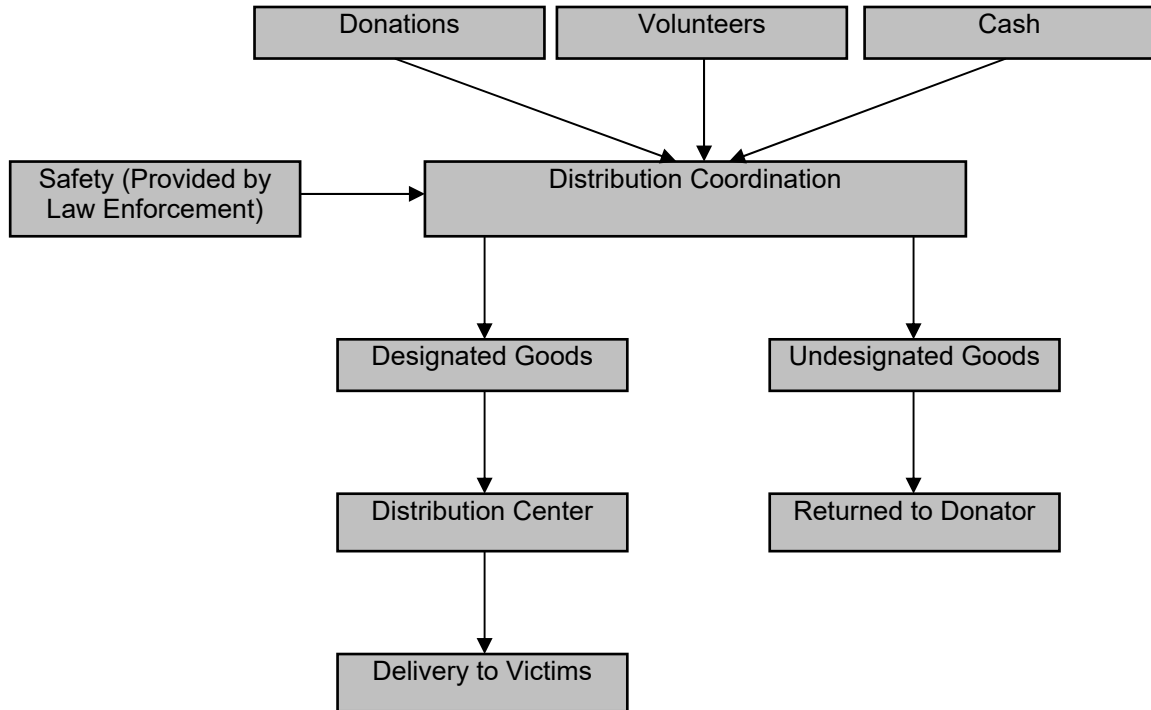 Donations
Volunteers
Cash
Safety (Provided by
Law Enforcement)
Distribution Coordination
Designated Goods
Undesignated Goods
Distribution Center
Returned to Donator
Delivery to Victims